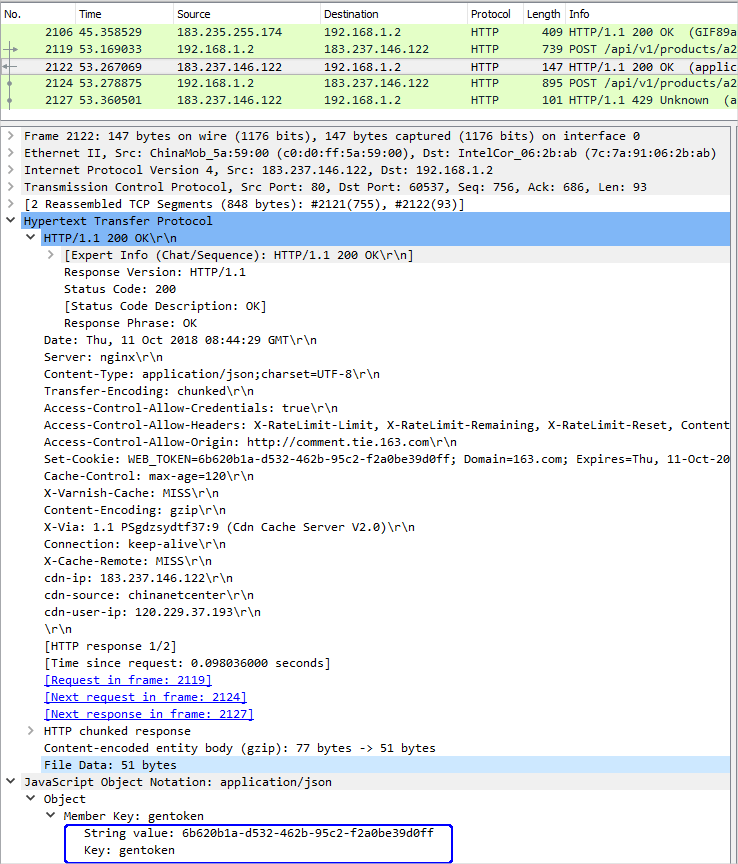 No. Time Source Destination Protocol Length Info
2106 45.358529 183.235.255.174 192.168.1.2 HTTP 409 HTTP/1.1 200 OK (GIF89a
2119 53.169033 192.168.1.2 183.237.146.122 HTTP 739 POST /api/v1/products/a2
2122 53.267069 183.237.146.122 192.168.1.2 HTTP 147 HTTP/1.1 200 OK (applic
2124 53.278875 192.168.1.2 183.237.146.122 HTTP 895 POST /api/v1/products/a2
2127 53.360501 183.237.146.122 192.168.1.2 HTTP 101 HTTP/1.1 429 Unknown (a
Frame 2122: 147 bytes on wire (1176 bits), 147 bytes captured (1176 bits) on interface 0
Ethernet II, Src: ChinaMob_5a:59:00 (c0:d0:ff:5a:59:00), Dst: IntelCor_06:2b:ab (7c:7a:91:06:2b:ab)
Internet Protocol Version 4, Src: 183.237.146.122, Dst: 192.168.1.2
Transmission Control Protocol, Src Port: 80, Dst Port: 60537, Seq: 756, Ack: 686, Len: 93
[2 Reassembled TCP Segments (848 bytes): #2121(755), #2122(93)]
Hypertext Transfer Protocol
HTTP/1.1 200 OK\r\n
[Expert Info (Chat/Sequence): HTTP/1.1 200 OK\r\n]
Response Version: HTTP/1.1
Status Code: 200
[Status Code Description: OK]
Response Phrase: OK
Date: Thu, 11 Oct 2018 08:44:29 GMT\r\n
Server: nginx\r\n
Content-Type: application/json;charset=UTF-8\r\n
Transfer-Encoding: chunked\r\n
Access-Control-Allow-Credentials: true\r\n
Access-Control-Allow-Headers: X-RateLimit-Limit, X-RateLimit-Remaining, X-RateLimit-Reset, Content
Access-Control-Allow-Origin: http://comment.tie.163.com\r\n
Set-Cookie: WEB_TOKEN=6b620b1a-d532-462b-95c2-f2a0be39d0ff; Domain=163.com; Expires=Thu, 11-Oct-20
Cache-Control: max-age=120\r\n
X-Varnish-Cache: MISS\r\n
Content-Encoding: gzip\r\n
X-Via: 1.1 PSgdzsydtf37:9 (Cdn Cache Server V2.0)\r\n
Connection: keep-alive\r\n
X-Cache-Remote: MISS\r\n
cdn-ip: 183.237.146.122\r\n
cdn-source: chinanetcenter\r\n
cdn-user-ip: 120.229.37.193\r\n
\r\n
[HTTP response 1/2]
[Time since request: 0.098036000 seconds]
[Request in frame: 2119]
[Next request in frame: 2124]
[Next response in frame: 2127]
HTTP chunked response
Content-encoded entity body (gzip): 77 bytes -> 51 bytes
File Data: 51 bytes
JavaScript Object Notation: application/json
Object
Member Key: gentoken
String value: 6b620b1a-d532-462b-95c2-f2a0be39d0ff
Key: gentoken